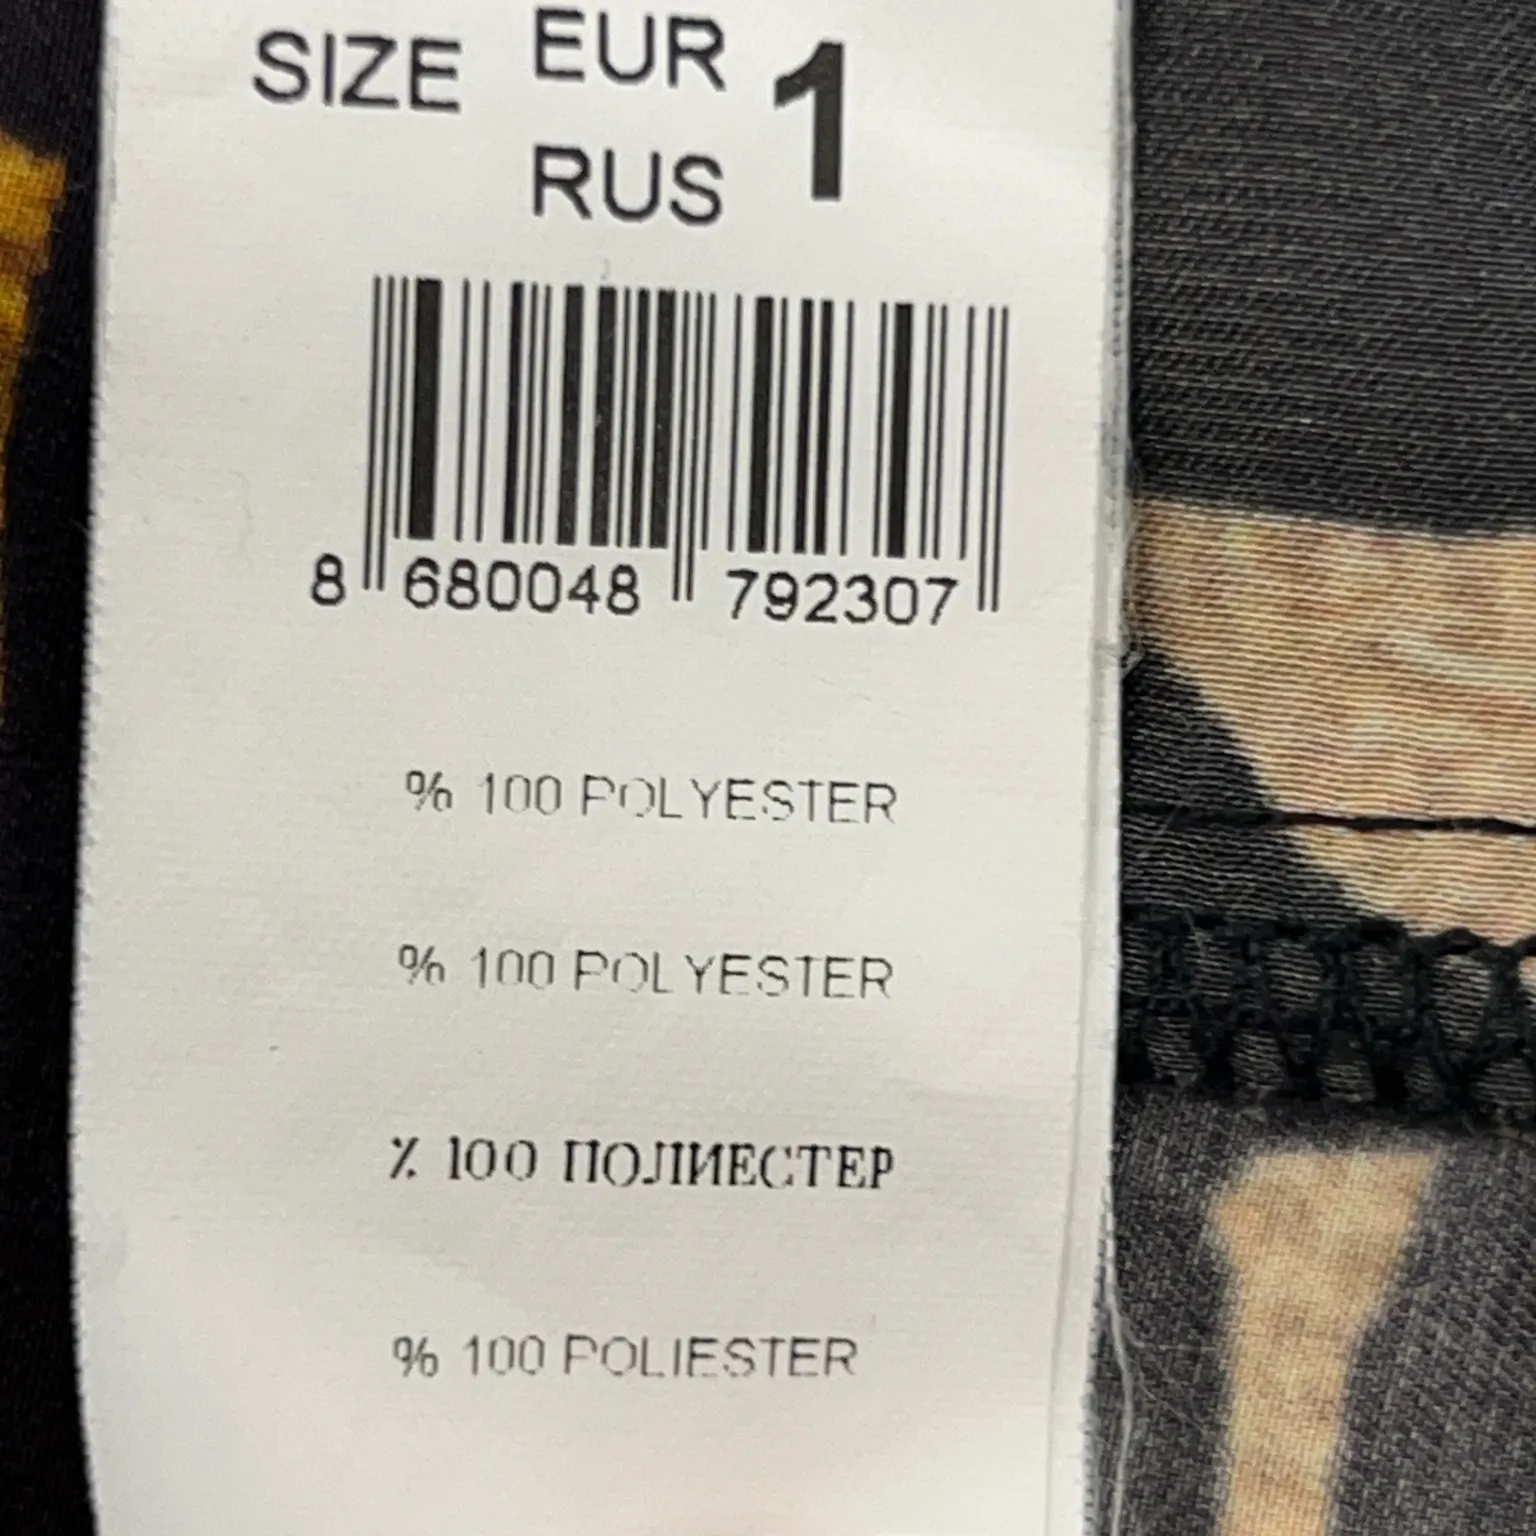 SIZE EUR 1
RUS
8 680048 792307
% 100 POLYESTER
% 100 POLYESTER
% 100 ПОЛИЕСТЕР
% 100 POLIESTER